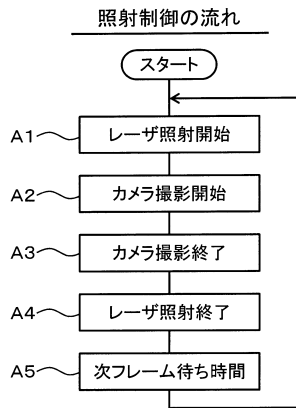 照射制御の流れ
スタート
A1 レーザ照射開始
A2 カメラ撮影開始
A3 カメラ撮影終了
A4 レーザ照射終了
A5 次フレーム待ち時間